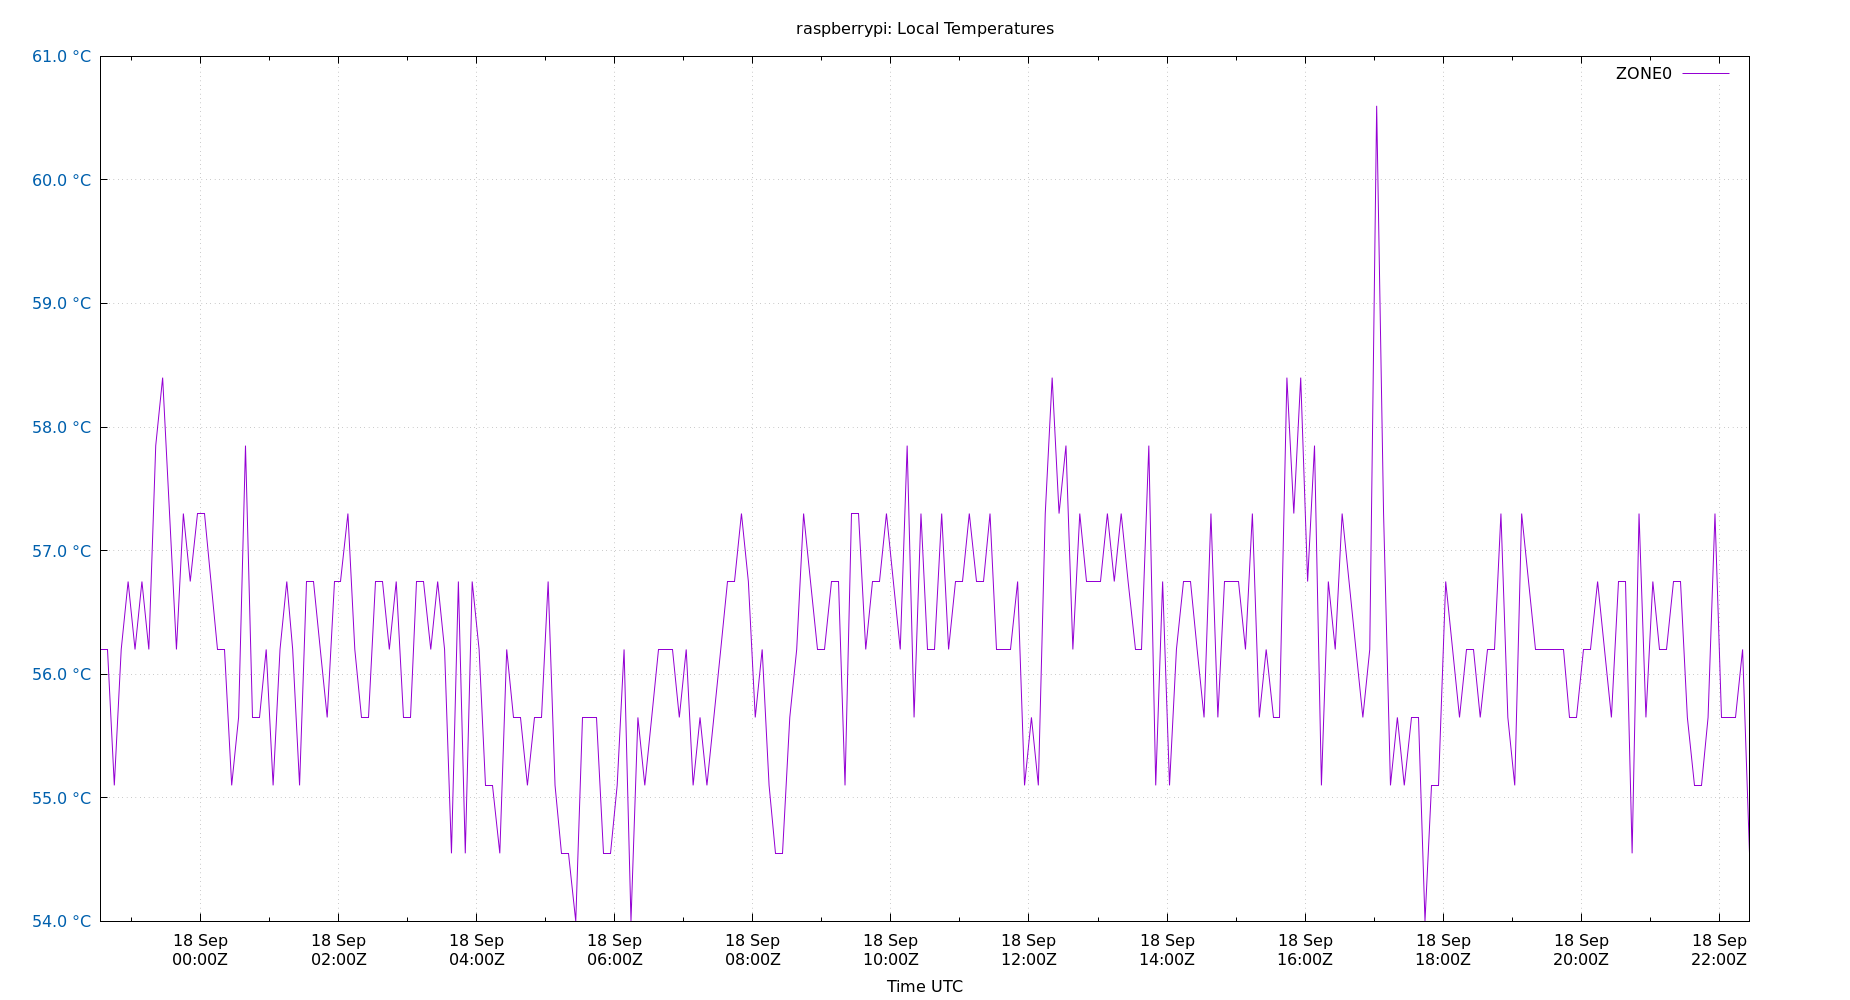 raspberrypi: Local Temperatures
61.0 °C
ZONE0
60.0 °C
59.0 °C
58.0 °C
57.0 °C
56.0 °C
55.0 °C
54.0 °C
18 Sep 18 Sep 18 Sep 18 Sep 18 Sep 18 Sep 18 Sep 18 Sep 18 Sep 18 Sep 18 Sep 18 Sep
00:00Z 02:00Z 04:00Z 06:00Z 08:00Z 10:00Z 12:00Z 14:00Z 16:00Z 18:00Z 20:00Z 22:00Z
Time UTC